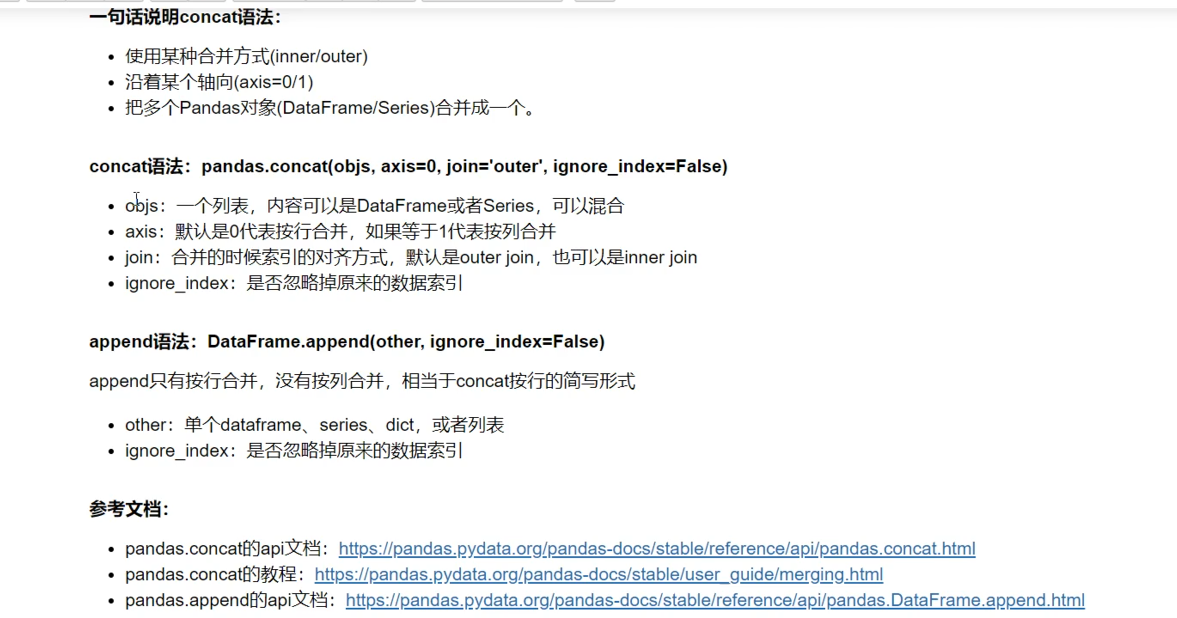 一句话说明concat语法：
使用某种合并方式(inner/outer)
沿着某个轴向(axis=0/1)
把多个Pandas对象(DataFrame/Series)合并成一个。
concat语法：pandas.concat(objs, axis=0, join='outer', ignore_index=False)
objs：一个列表，内容可以是DataFrame或者Series，可以混合
axis：默认是0代表按行合并，如果等于1代表按列合并
join：合并的时候索引的对齐方式，默认是outer join，也可以是inner join
ignore_index：是否忽略掉原来的数据索引
append语法：DataFrame.append(other, ignore_index=False)
append只有按行合并，没有按列合并，相当于concat按行的简写形式
other：单个dataframe、series、dict，或者列表
ignore_index：是否忽略掉原来的数据索引
参考文档：
pandas.concat的api文档：https://pandas.pydata.org/pandas-docs/stable/reference/api/pandas.concat.html
pandas.concat的教程：https://pandas.pydata.org/pandas-docs/stable/user_guide/merging.html
pandas.append的api文档：https://pandas.pydata.org/pandas-docs/stable/reference/api/pandas.DataFrame.append.html